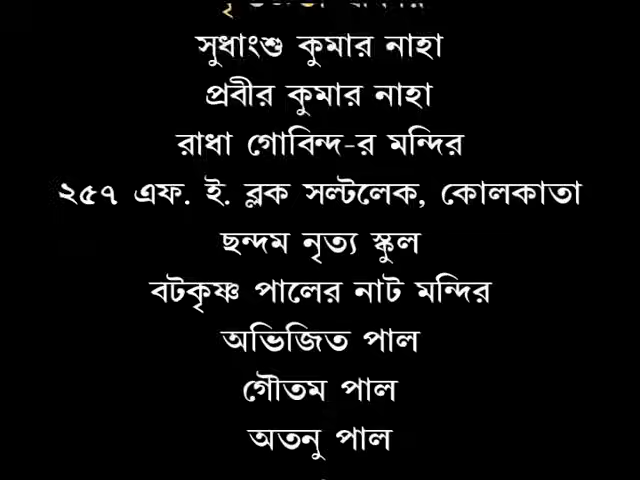 সুধাংশু কুমার নাহা
প্রবীর কুমার নাহা
রাধা গোবিন্দ-র মন্দির
২৫৭ এফ. ই. ব্লক সল্টলেক, কোলকাতা
ছন্দম নৃত্য স্কুল
বটকৃষ্ণ পালের নাট মন্দির
অভিজিত পাল
গৌতম পাল
অতনু পাল